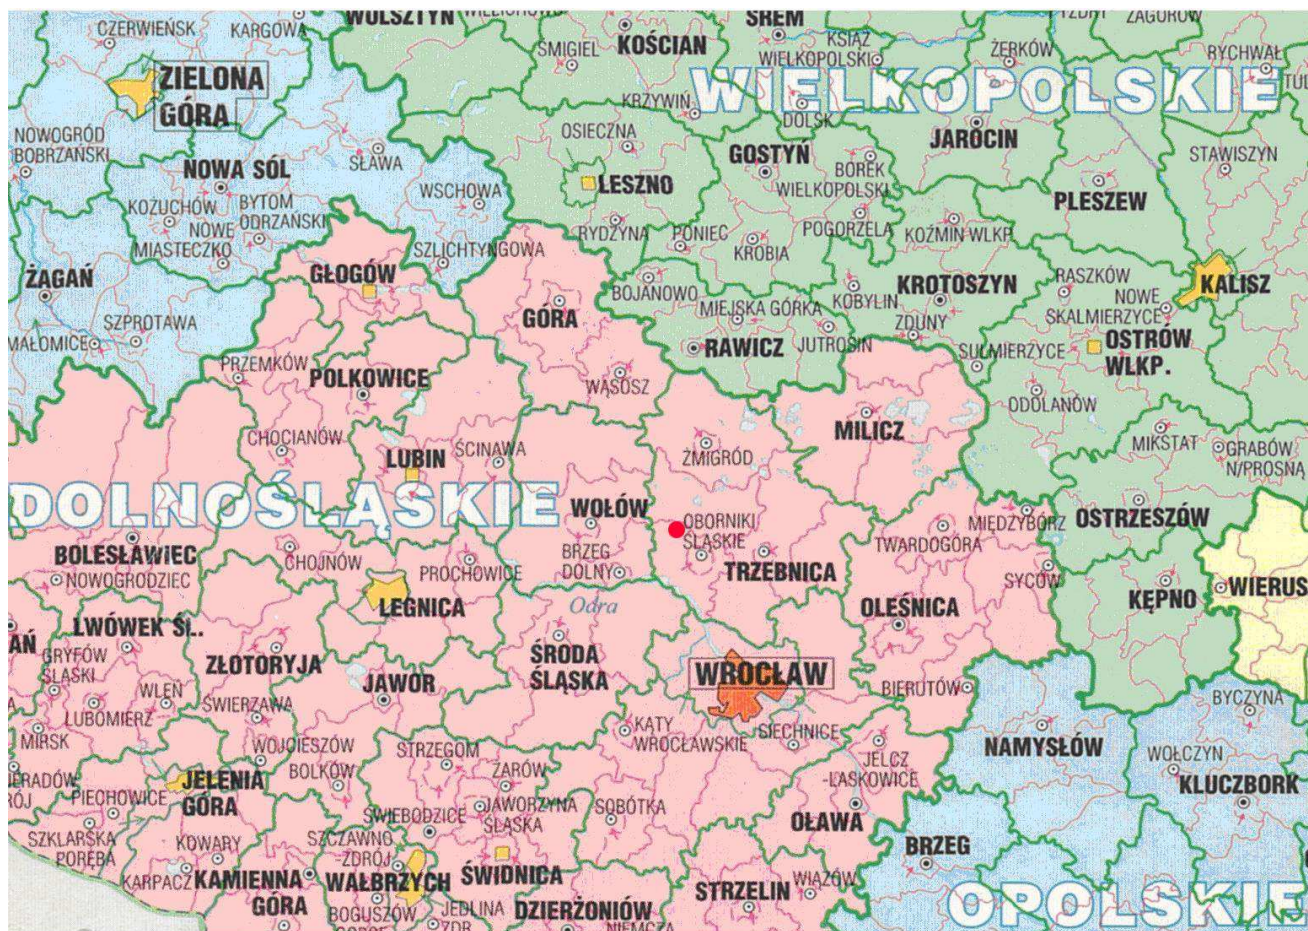 WOLSZTYN
ŚREM
ZAGÓRÓW
CZERWIEŃSK
KARGOWA
ŚMIGIEL
KOŚCIAN
KSIĄŻ
WIELKOPOLSKI
ŻERKÓW
RYCHWAŁ
ZIELONA
GÓRA
WIELKOPOLSKIE
KRZYWIŃ
DOLSK
NOWOGRÓD
BOBRZAŃSKI
SŁAWA
OSIECZNA
JAROCIN
STAWISZYN
NOWA SÓL
GOSTYŃ
BOREK
WIELKOPOLSKI
LESZNO
PLESZEW
WSCHOWA
KOŻUCHÓW
BYTOM
ODRZAŃSKI
NOWE
MIASTECZKO
RYDZYNA
PONIEC
KROBIA
POGORZELA
KOŹMIN WLKP.
SZLICHTYNGOWA
ŻAGAŃ
GŁOGÓW
BOJANOWO
KOBYLIN
KROTOSZYN
RASZKÓW
KALISZ
NOWE
SKALMIERZYCE
SZPROTAWA
MAŁOMICE
GÓRA
MIEJSKA GÓRKA
ZDUNY
RAWICZ
JUTROSIN
SULMIERZYCE
OSTRÓW
WLKP.
PRZEMKÓW
POLKOWICE
WĄSOSZ
ODOLANÓW
MILICZ
CHOCIANÓW
LUBIN
ŚCINAWA
ŻMIGRÓD
MIKSTAT
GRABÓW
N/PROSNĄ
DOLNOŚLĄSKIE
WOŁÓW
OBORNIKI
ŚLĄSKIE
MIĘDZYBÓRZ
OSTRZESZÓW
BOLESŁAWIEC
NOWOGRODZIEC
CHOJNÓW
PROCHOWICE
BRZEG
DOLNY
TRZEBNICA
TWARDOGÓRA
SYCÓW
LEGNICA
Odra
OLEŚNICA
KĘPNO
WIERUS
LWÓWEK ŚL.
AŃ
GRYFÓW
ŚLĄSKI
ZŁOTORYJA
ŚRODA
ŚLĄSKA
WROCŁAW
JAWOR
WLEŃ
LUBOMIERZ
ŚWIERZAWA
BIERUTÓW
BYCZYNA
MIRSK
WOJCIESZÓW
BOLKÓW
STRZEGOM
KĄTY
WROCŁAWSKIE
SIECHNICE
NAMYSŁÓW
WOŁCZYN
ERADÓW
RÓJ
JELENIA
GÓRA
PIECHOWICE
ŻARÓW
JELCZ
-LASKOWICE
KLUCZBORK
SZKLARSKA
PORĘBA
ŚWIEBODZICE
JAWORZYNA
ŚLĄSKA
SOBÓTKA
OŁAWA
KOWARY
SZCZAWNO
-ZDRÓJ
BRZEG
KARPACZ
KAMIENNA
GÓRA
WAŁBRZYCH
ŚWIDNICA
STRZELIN
WIĄZÓW
OPOLSKIE
BOGUSZÓW
JEDLINA
DZIERŻONIÓW
NIEMCZA